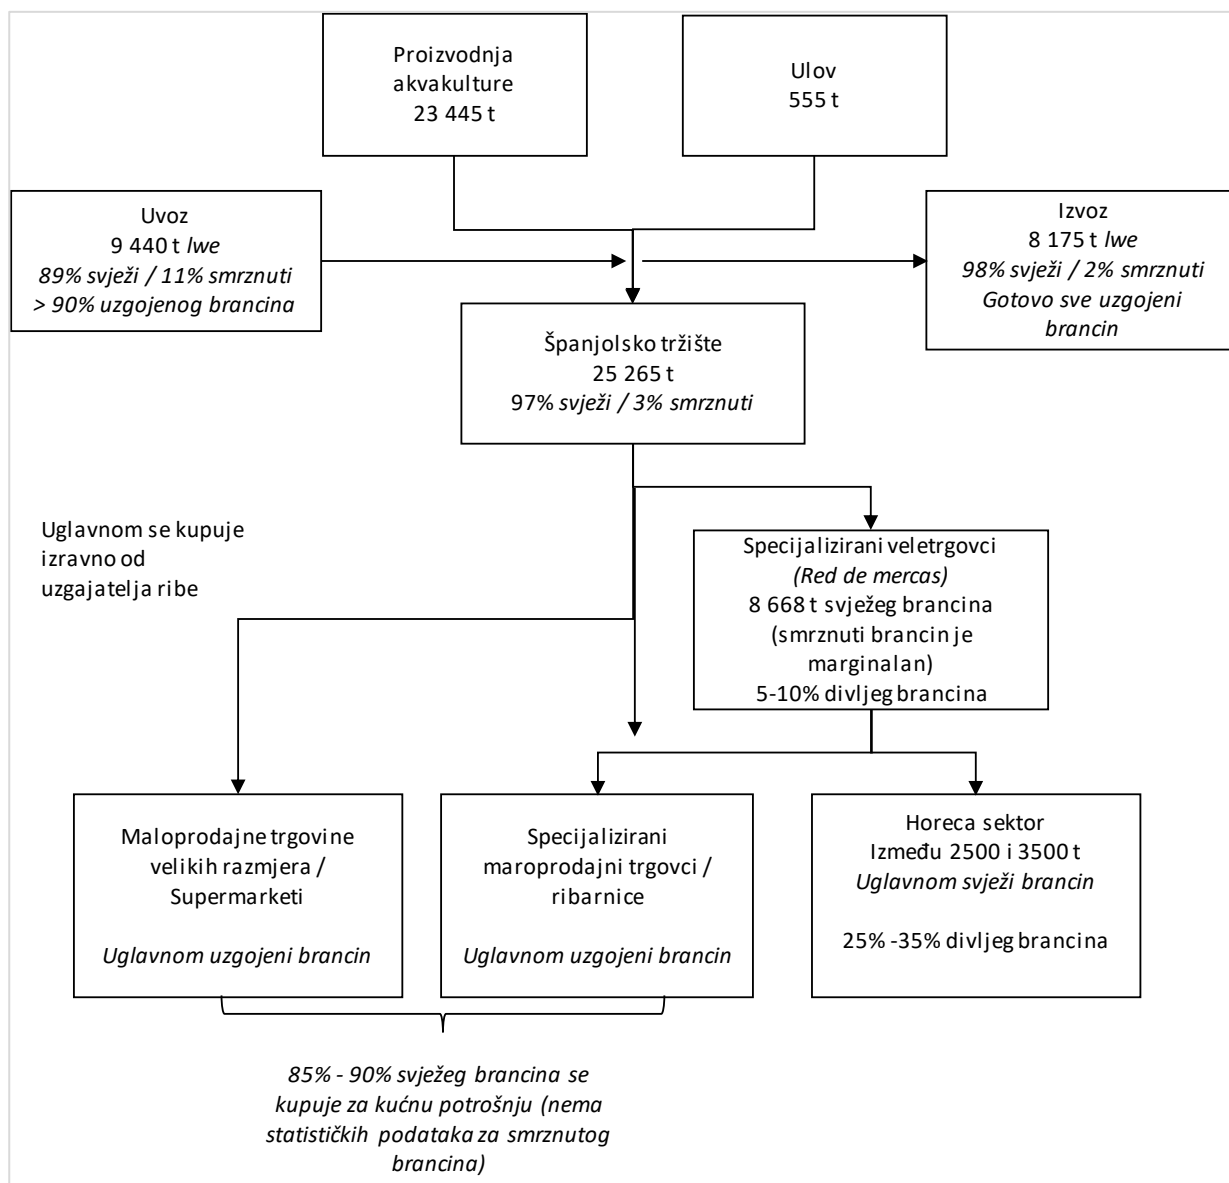 Proizvodnja
akvakulture
23 445 t
Ulov
555 t
Uvoz
9 440 t lwe
89% svježi / 11% smrznuti
> 90% uzgojenog brancina
Izvoz
8 175 t lwe
98% svježi / 2% smrznuti
Gotovo sve uzgojeni
brancin
Španjolsko tržište
25 265 t
97% svježi / 3% smrznuti
Uglavnom se kupuje
izravno od
uzgajatelja ribe
Specijalizirani veletrgovci
(Red de mercas)
8 668 t svježeg brancina
(smrznuti brancin je
marginalan)
5-10% divljeg brancina
Maloprodajne trgovine
velikih razmjera /
Supermarketi
Uglavnom uzgojeni brancin
Specijalizirani
maroprodajni trgovci /
ribarnice
Uglavnom uzgojeni brancin
Horeca sektor
Između 2500 i 3500 t
Uglavnom svježi brancin
25% -35% divljeg brancina
85% - 90% svježeg brancina se
kupuje za kućnu potrošnju (nema
statističkih podataka za smrznutog
brancina)